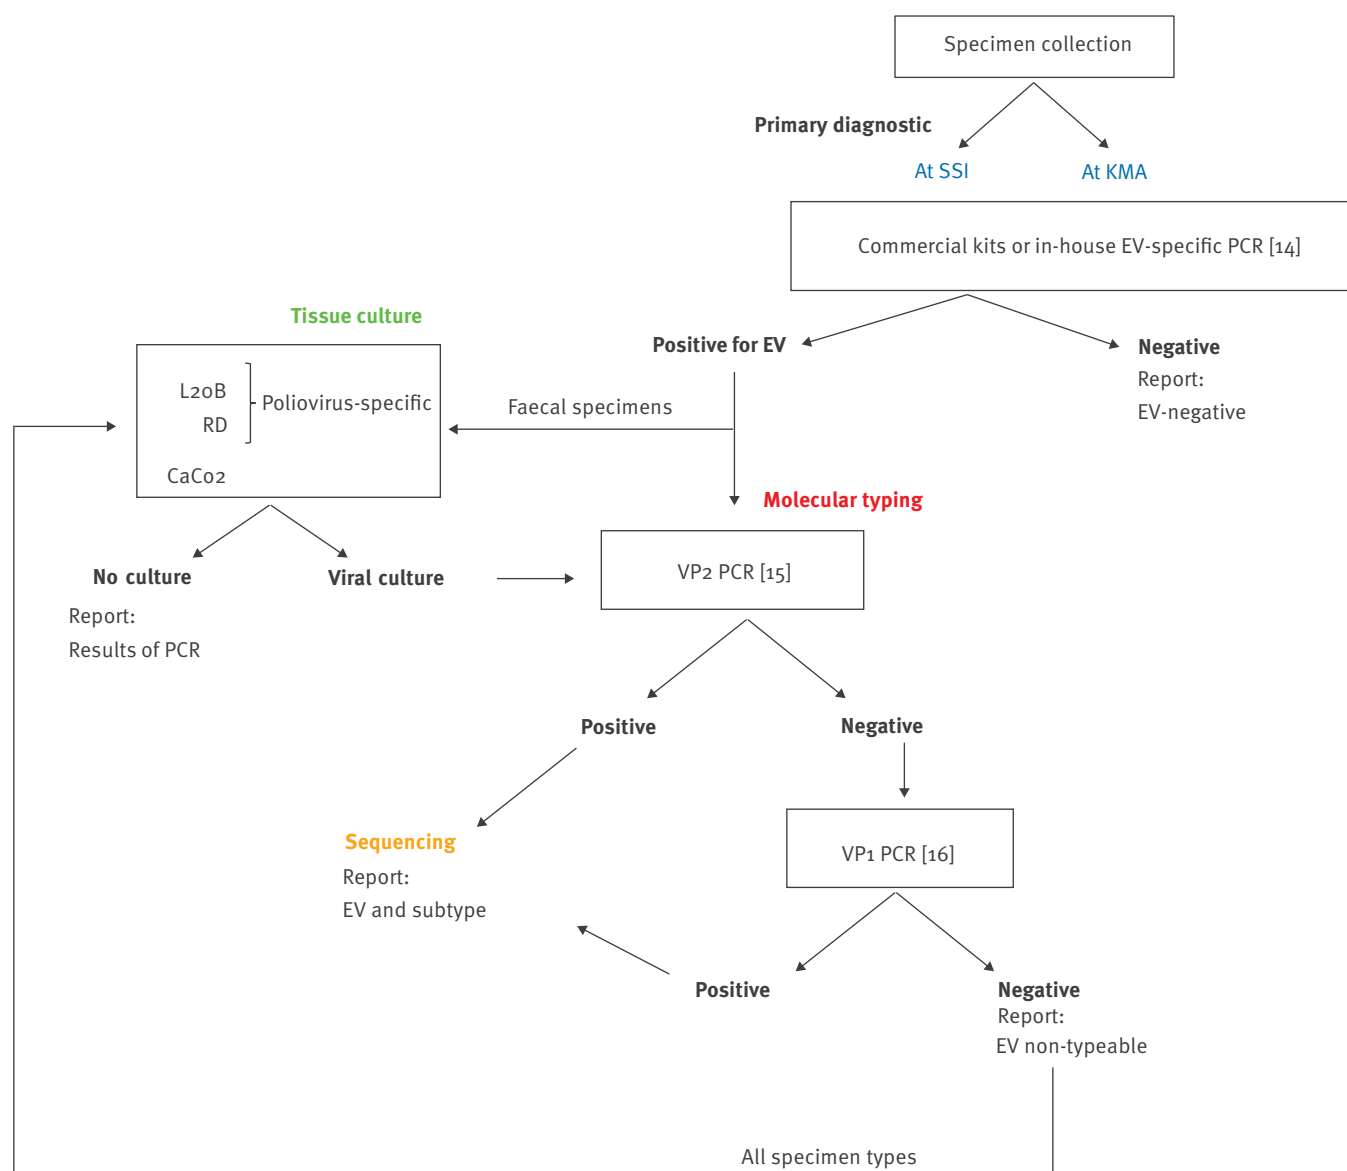 Specimen collection
Primary diagnostic
At SSI
At KMA
Commercial kits or in-house EV-specific PCR [14]
Tissue culture
Positive for EV
Negative
Report:
EV-negative
L20B
RD
Poliovirus-specific
CaCo2
Faecal specimens
Molecular typing
No culture
Report:
Results of PCR
Viral culture
VP2 PCR [15]
Positive
Negative
Sequencing
Report:
EV and subtype
VP1 PCR [16]
Positive
Negative
Report:
EV non-typeable
All specimen types